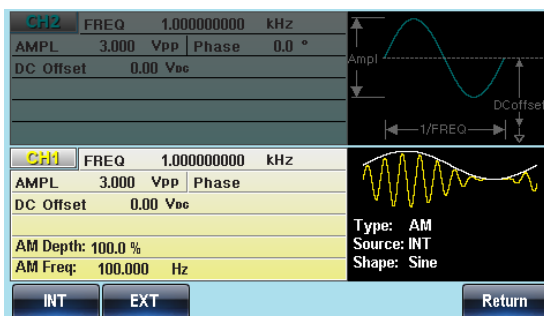 CH2 FREQ 1.000000000 kHz
AMPL 3.000 Vpp Phase 0.0 °
DC Offset 0.00 VDC
Ampl
DCoffset
1/FREQ
CH1 FREQ 1.000000000 kHz
AMPL 3.000 Vpp Phase
DC Offset 0.00 VDC
AM Depth: 100.0 %
AM Freq: 100.000 Hz
Type: AM
Source: INT
Shape: Sine
INT EXT Return